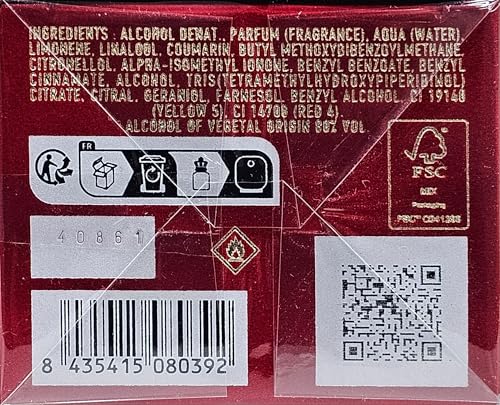 INGREDIENTS : ALCOHOL DENAT., PARFUM (FRAGRANCE), AQUA (WATER),
LIMONENE, LINALOOL, COUMARIN, BUTYL METHOXYDIBENZOYLMETHANE,
CITRONELLOL, ALPHA-ISOMETHYL IONONE, BENZYL BENZOATE, BENZYL
CINNAMATE, ALCOHOL, TRIS(TETRAMETHYLHYDROXYPIPERIDINOL)
CITRATE, CITRAL, GERANIOL, FARNESOL, BENZYL ALCOHOL, CI 19140
(YELLOW 5), CI 14700 (RED 4).
ALCOHOL OF VEGETAL ORIGIN 80% VOL
FR
FSC
MIX
Packaging
40861
8 435415 080392